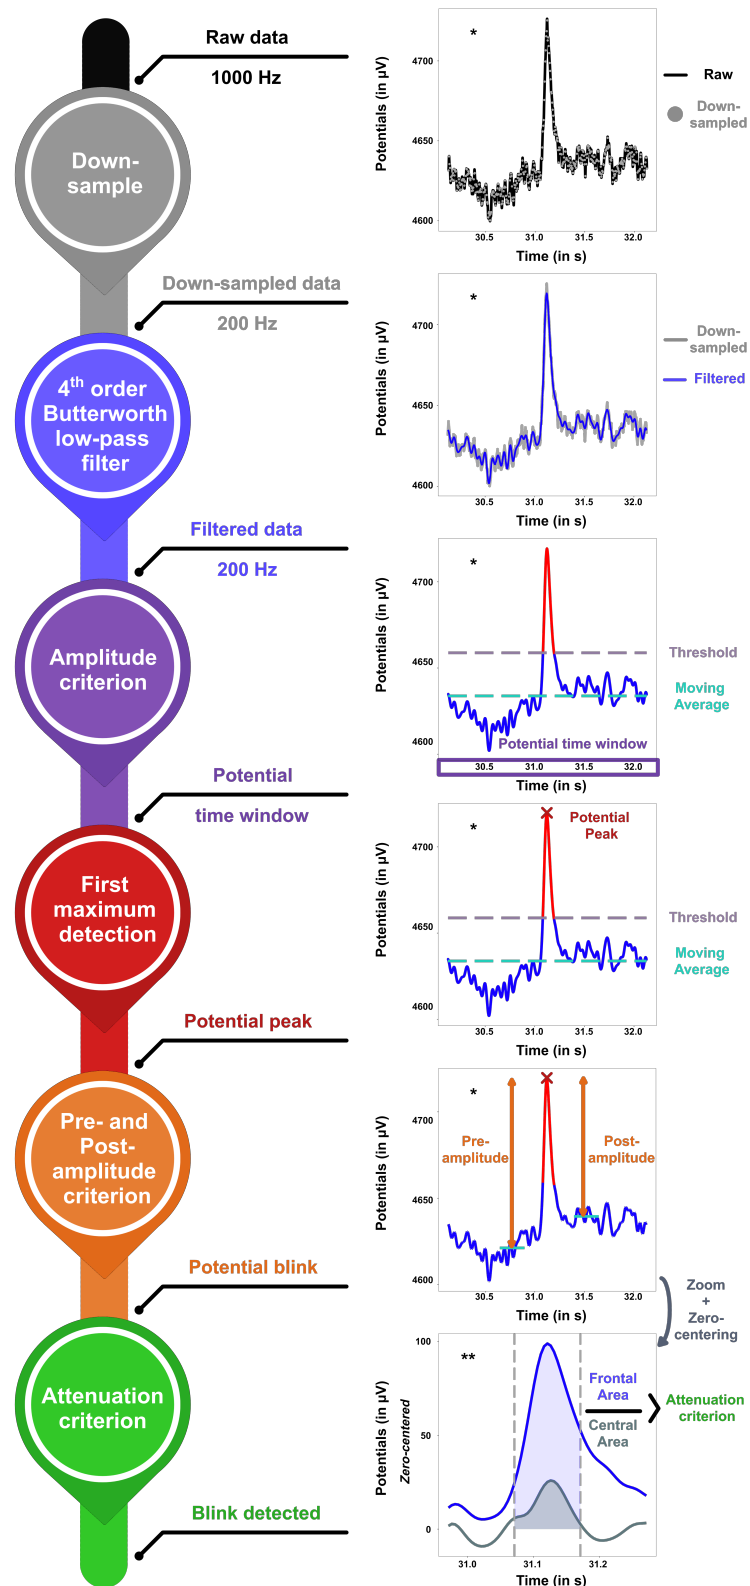 Raw data
1000 Hz
Down-
sample
*
4700
4650
4600
30.5 31.0 31.5 32.0
Time (in s)
Potentials (in µV)
Raw
Down-
sampled
Down-sampled data
200 Hz
4th order
Butterworth
low-pass
filter
*
4700
4650
4600
30.5 31.0 31.5 32.0
Time (in s)
Potentials (in µV)
Down-
sampled
Filtered
Filtered data
200 Hz
Amplitude
criterion
*
4700
4650
4600
Threshold
Moving
Average
Potential time window
30.5 31.0 31.5 32.0
Time (in s)
Potentials (in µV)
Potential
time window
First
maximum
detection
*
Potential
Peak
4700
4650
4600
Threshold
Moving
Average
30.5 31.0 31.5 32.0
Time (in s)
Potentials (in µV)
Potential peak
Pre- and
Post-
amplitude
criterion
*
4700
4650
4600
Pre-
amplitude
Post-
amplitude
30.5 31.0 31.5 32.0
Time (in s)
Potentials (in µV)
Potential blink
Zoom
+
Zero-
centering
Attenuation
criterion
**
100
50
0
Frontal
Area
Central
Area
Attenuation
criterion
31.0 31.1 31.2
Time (in s)
Potentials (in µV)
Zero-centered
Blink detected